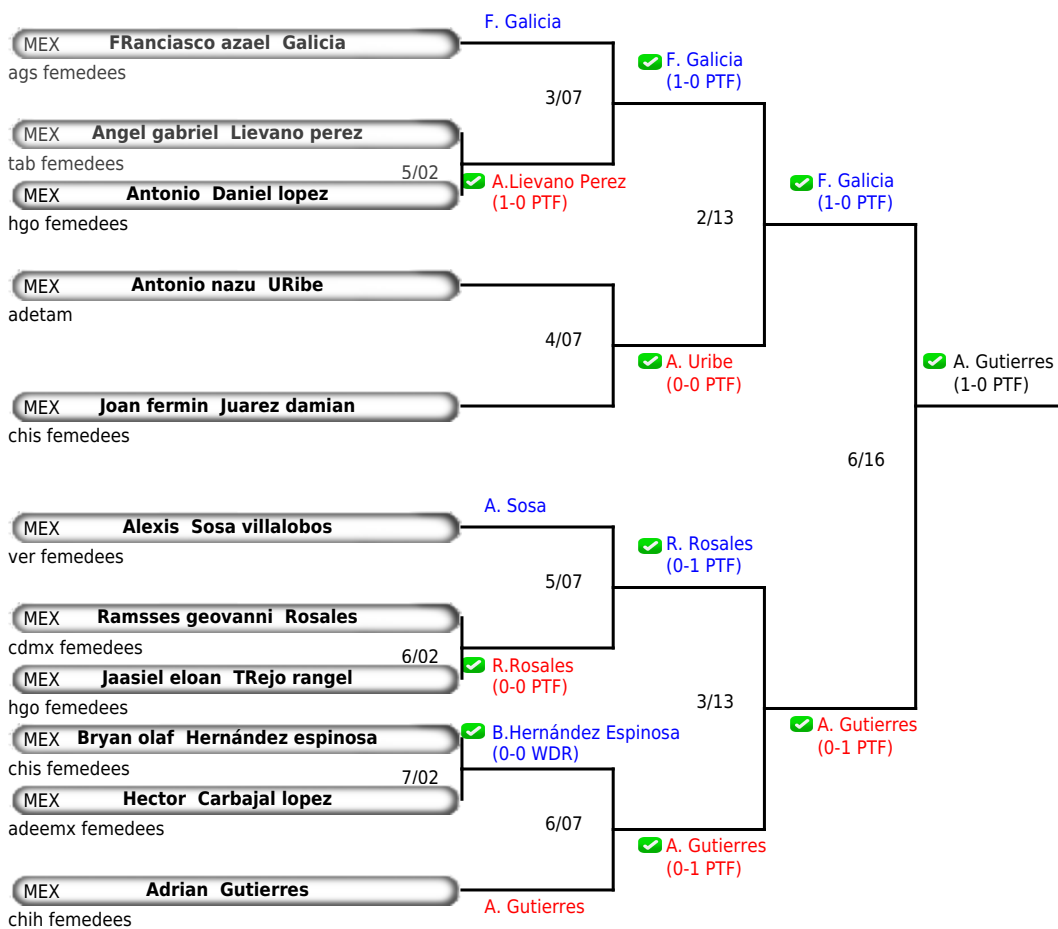 F. Galicia
MEX FRanciasco azael Galicia
ags femedees
F. Galicia
(1-0 PTF)
3/07
MEX Angel gabriel Lievano perez
tab femedees
5/02
A.Lievano Perez
(1-0 PTF)
MEX Antonio Daniel lopez
hgo femedees
F. Galicia
(1-0 PTF)
2/13
MEX Antonio nazu URibe
adetam
4/07
A. Uribe
(0-0 PTF)
A. Gutierres
(1-0 PTF)
MEX Joan fermin Juarez damian
chis femedees
6/16
A. Sosa
MEX Alexis Sosa villalobos
ver femedees
R. Rosales
(0-1 PTF)
5/07
MEX Ramsses geovanni Rosales
cdmx femedees
6/02
R.Rosales
(0-0 PTF)
MEX Jaasiel eloan TRejo rangel
hgo femedees
3/13
A. Gutierres
(0-1 PTF)
MEX Bryan olaf Hernández espinosa
chis femedees
B.Hernández Espinosa
(0-0 WDR)
7/02
MEX Hector Carbajal lopez
adeemx femedees
6/07
A. Gutierres
(0-1 PTF)
MEX Adrian Gutierres
chih femedees
A. Gutierres